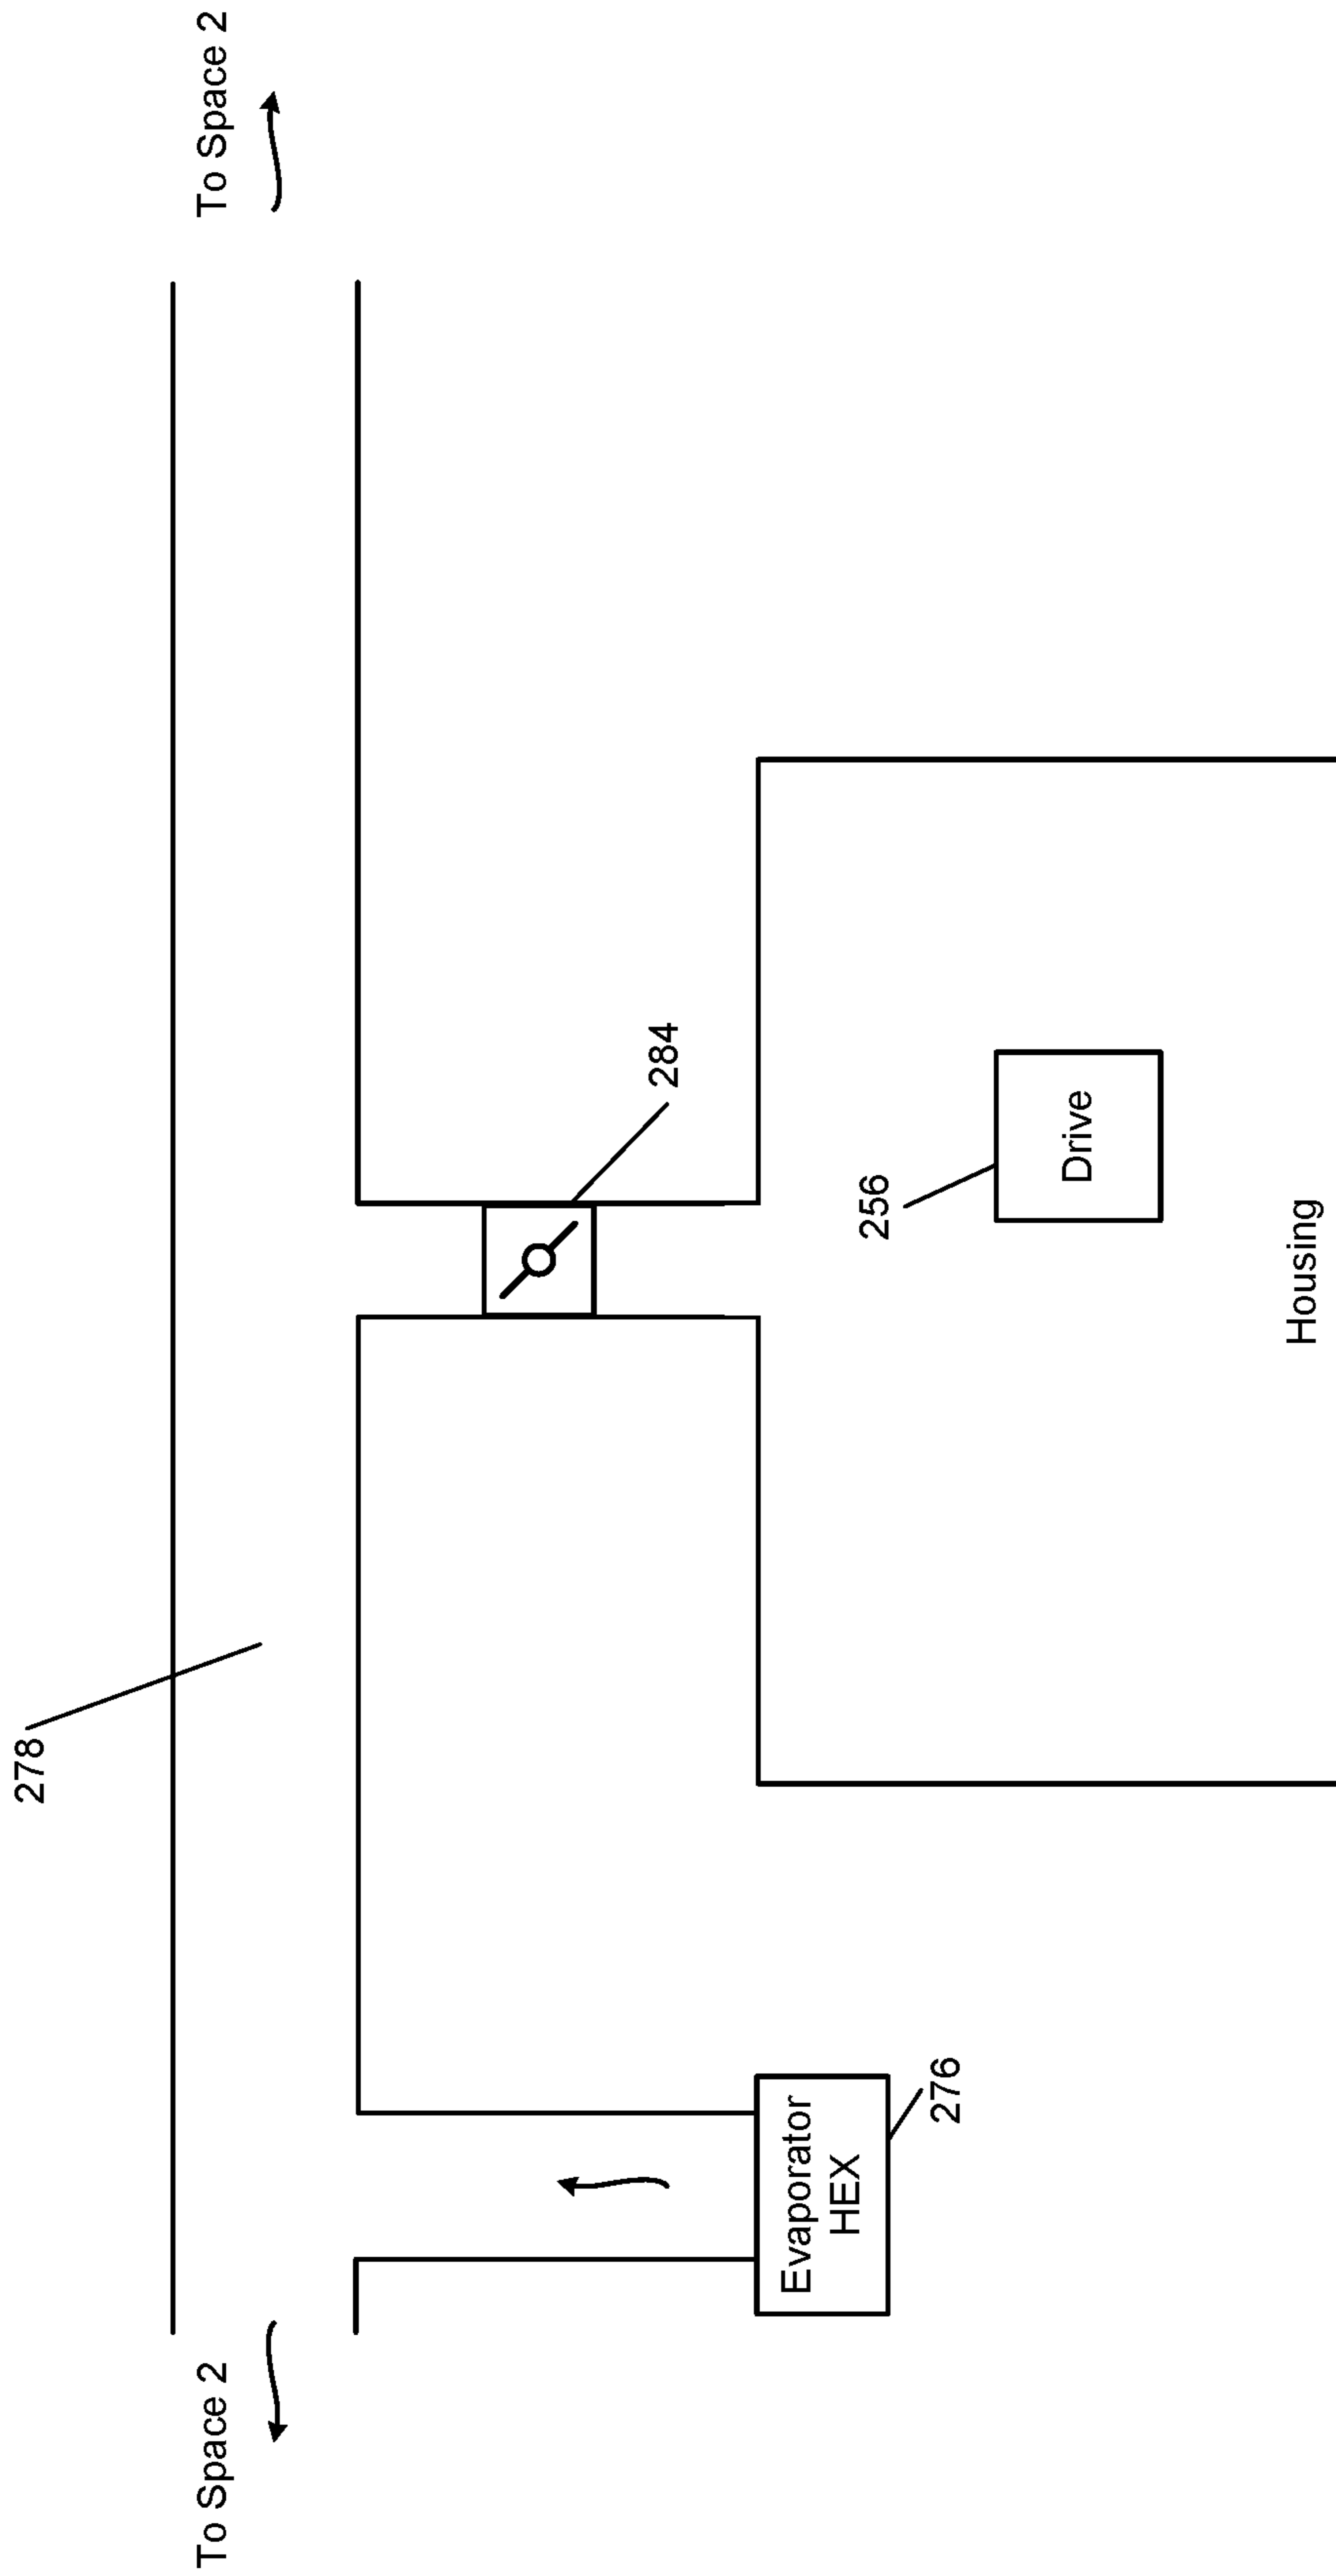 278
To Space 2
To Space 2
284
Evaporator
HEX
276
256
Drive
Housing